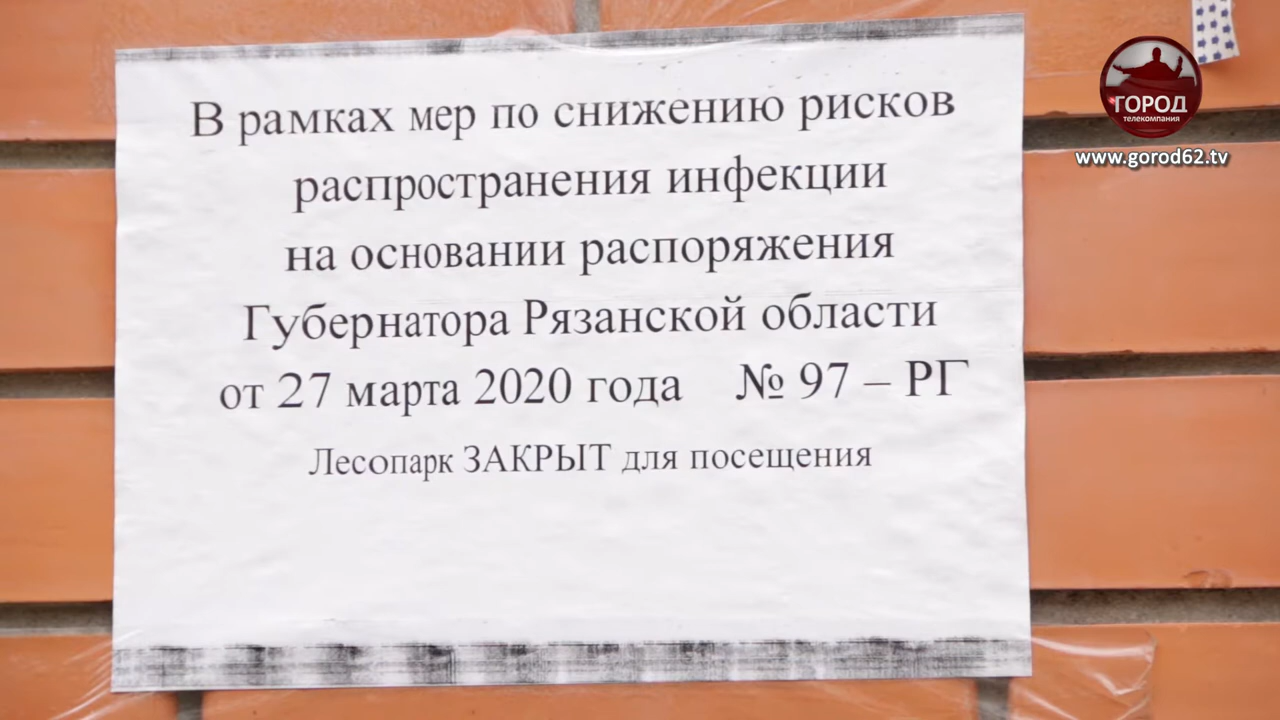 В рамках мер по снижению рисков
распространения инфекции
на основании распоряжения
Губернатора Рязанской области
от 27 марта 2020 года № 97 – РГ
Лесопарк ЗАКРЫТ для посещения
ГОРОД
телекомпания
www.gorod62.tv